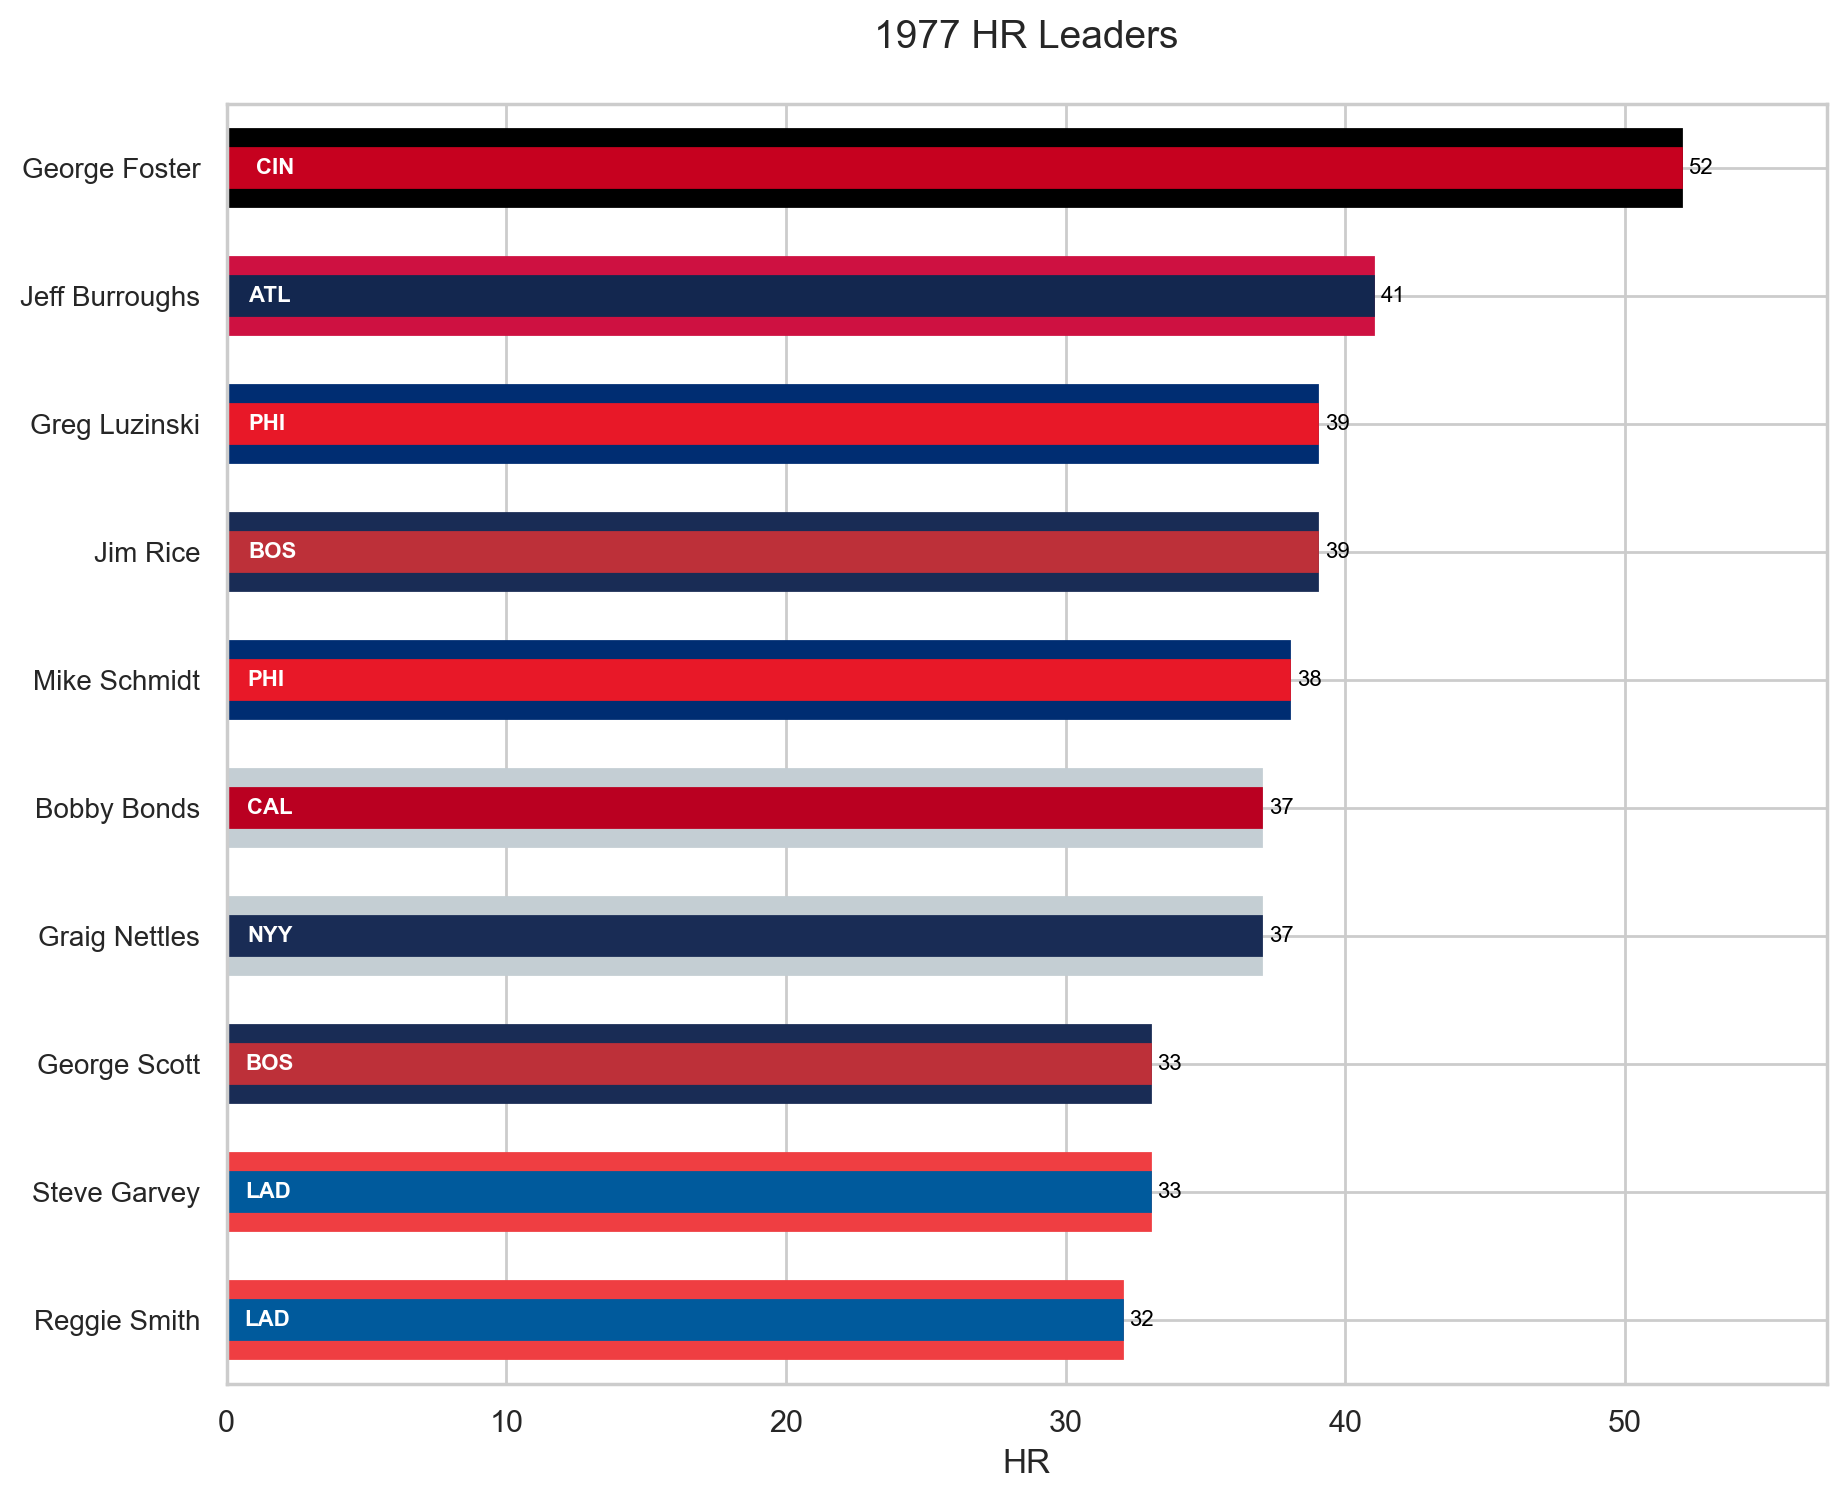 1977 HR Leaders
George Foster CIN 52
Jeff Burroughs ATL 41
Greg Luzinski PHI 39
Jim Rice BOS 39
Mike Schmidt PHI 38
Bobby Bonds CAL 37
Graig Nettles NYY 37
George Scott BOS 33
Steve Garvey LAD 33
Reggie Smith LAD 32
0 10 20 30 40 50
HR